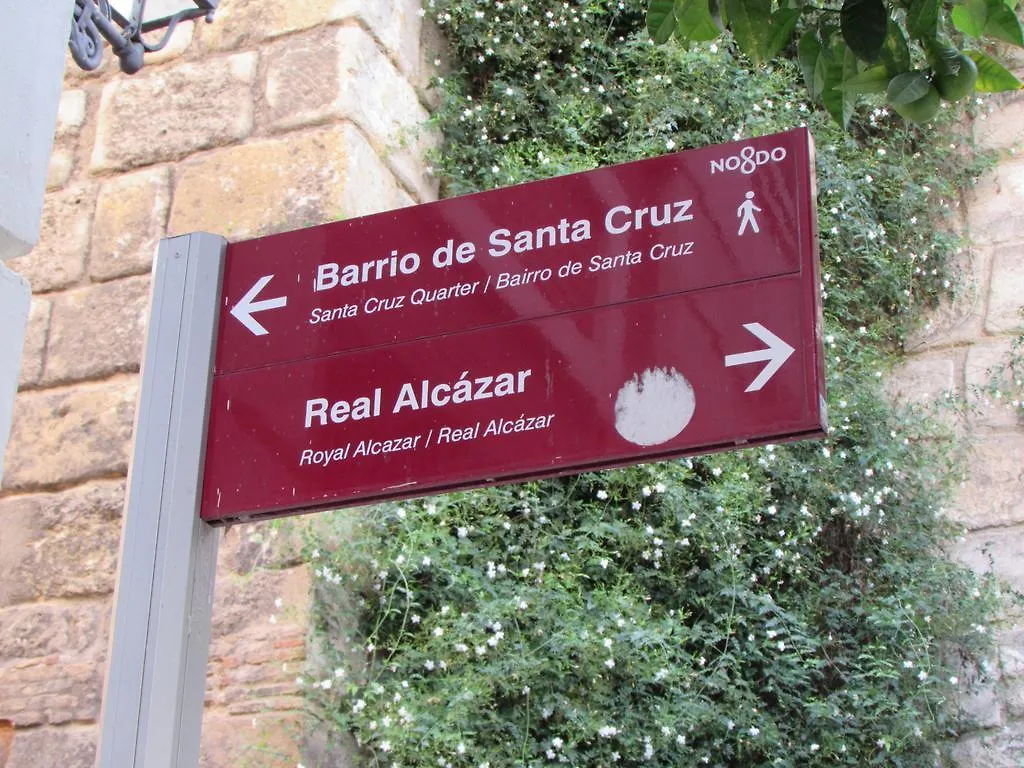 NO8DO
Barrio de Santa Cruz
Santa Cruz Quarter / Bairro de Santa Cruz
Real Alcázar
Royal Alcazar / Real Alcázar